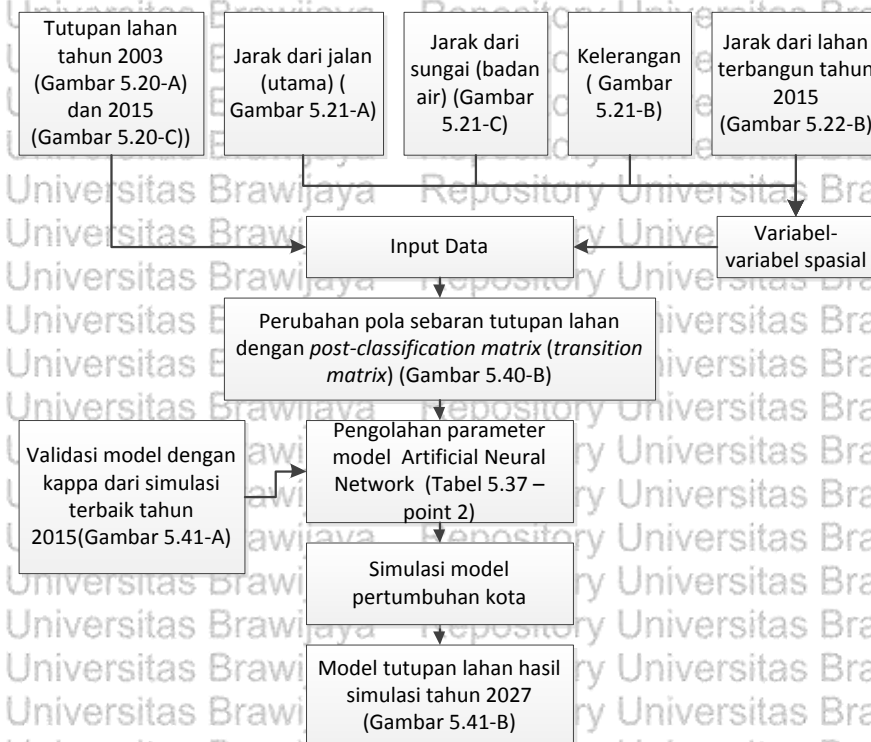 Tutupan lahan
tahun 2003
(Gambar 5.20-A)
dan 2015
(Gambar 5.20-C))
Jarak dari jalan
(utama) (
Gambar 5.21-A)
Jarak dari
sungai (badan
air) (Gambar
5.21-C)
Kelerangan
( Gambar
5.21-B)
Jarak dari lahan
terbangun tahun
2015
(Gambar 5.22-B)
Input Data
Variabel-
variabel spasial
Perubahan pola sebaran tutupan lahan
dengan post-classification matrix (transition
matrix) (Gambar 5.40-B)
Validasi model dengan
kappa dari simulasi
terbaik tahun
2015(Gambar 5.41-A)
Pengolahan parameter
model Artificial Neural
Network (Tabel 5.37 –
point 2)
Simulasi model
pertumbuhan kota
Model tutupan lahan hasil
simulasi tahun 2027
(Gambar 5.41-B)
Universitas Brawijaya Repository Universitas Bra